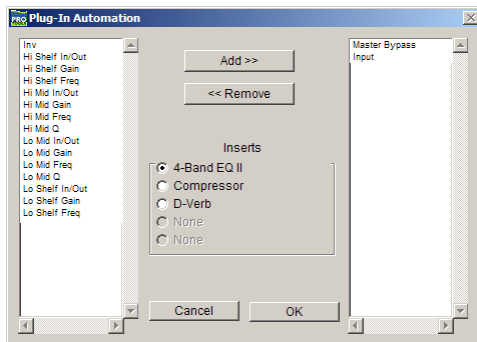 PRO Plug-In Automation
Inv
Hi Shelf In/Out
Hi Shelf Gain
Hi Shelf Freq
Hi Mid In/Out
Hi Mid Gain
Hi Mid Freq
Hi Mid Q
Lo Mid In/Out
Lo Mid Gain
Lo Mid Freq
Lo Mid Q
Lo Shelf In/Out
Lo Shelf Gain
Lo Shelf Freq
Add >>
<< Remove
Inserts
4-Band EQ II
Compressor
D-Verb
None
None
Cancel
OK
Master Bypass
Input